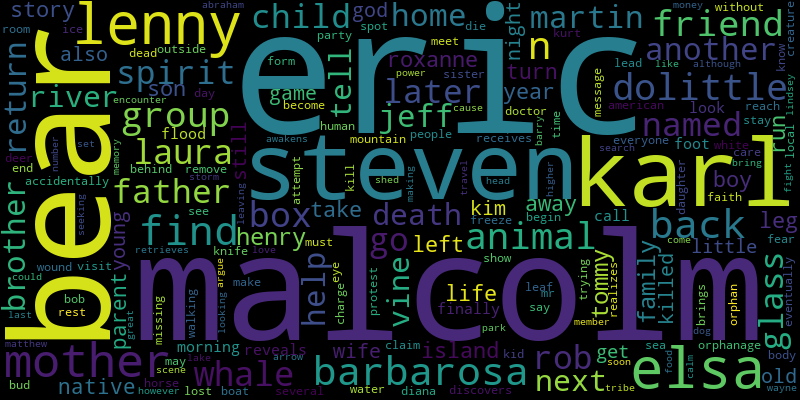 story
lenny
eric
child
god
home
martin
night
without
abraham
money
room
ice
spot
die
kurt
creature
friend
also
dead
outside
party
meet
n
another
know
return
spirit
form
tell
roxanne
turn
lead
like
although
son
game
power
sister
later
year
dolittle
river
lost
day
become
jeff
doctor
message
named
look
reach
lindsey
bear
group
encounter
human
cause
american
white
care
bring
stay
local
run
deer
flood
awakens
mountain
people
receives
barry
time
everyone
foot
end
number
set
laura
still
steven
karl
search
daughter
boy
faith
fight
memory
behind
remove
storm
attempt
kill
shed
making
travel
head
higher
accidentally
father
leaving
brother
seeking
young
find
see
box
take
death
kim
away
call
back
leg
knife
henry
go
left
animal
freeze
begin
little
fear
could
wound
visit
parent
missing
walking
argue
must
help
eye
charge
protest
vine
show
life
finally
leaf
mr
say
trying
tommy
realizes
family
killed
come
brings
orphan
glass
eventually
last
bob
rest
great
make
looking
love
malcolm
park
member
dog
matthew
morning
reveals
wife
claim
island
kid
rob
get
sea
orphanage
body
mother
may
scene
lake
whale
arrow
barbarosa
next
soon
tribe
elsa
food
calm
old
wayne
bud
native
however
horse
lost
boat
several
water
diana
discovers